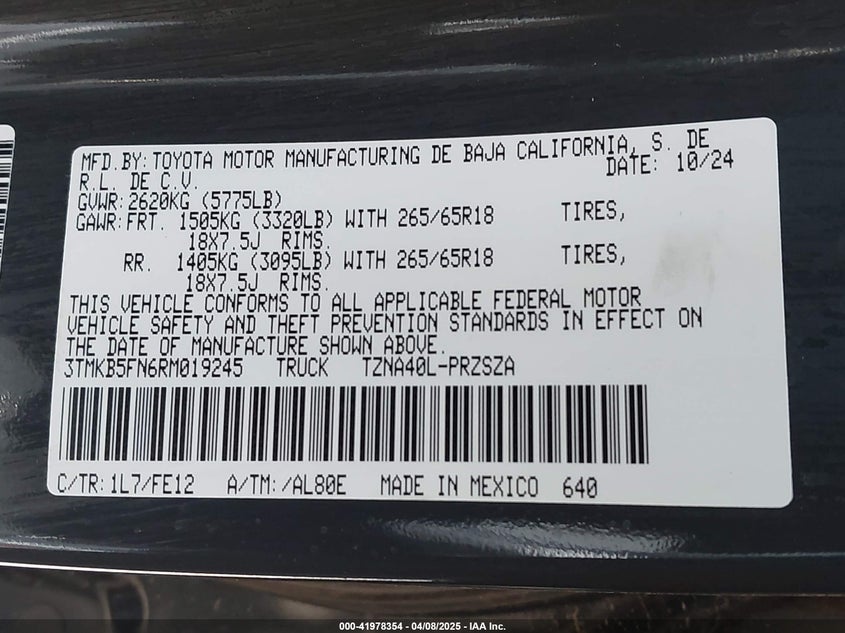 MFD.BY: TOYOTA MOTOR MANUFACTURING DE BAJA CALIFORNIA, S. DE
R.L. DE C.V. DATE: 10/24
GVWR: 2620KG (5775LB)
GAWR: FRT. 1505KG (3320LB) WITH 265/65R18 TIRES,
18X7.5J RIMS.
RR. 1405KG (3095LB) WITH 265/65R18 TIRES,
18X7.5J RIMS.
THIS VEHICLE CONFORMS TO ALL APPLICABLE FEDERAL MOTOR
VEHICLE SAFETY AND THEFT PREVENTION STANDARDS IN EFFECT ON
THE DATE OF MANUFACTURE SHOWN ABOVE.
3TMKB5FN6RM019245 TRUCK TZNA40L-PRZSZA
C/TR: 1L7/FE12 A/TM: /AL80E MADE IN MEXICO 640
000-41978354 - 04/08/2025 - IAA Inc.